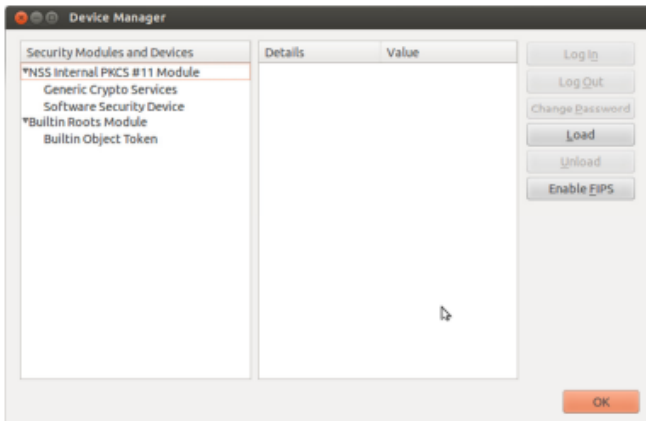 Device Manager
Security Modules and Devices
Details
Value
NSS Internal PKCS #11 Module
Generic Crypto Services
Software Security Device
Builtin Roots Module
Builtin Object Token
Log In
Log Out
Change Password
Load
Unload
Enable FIPS
OK